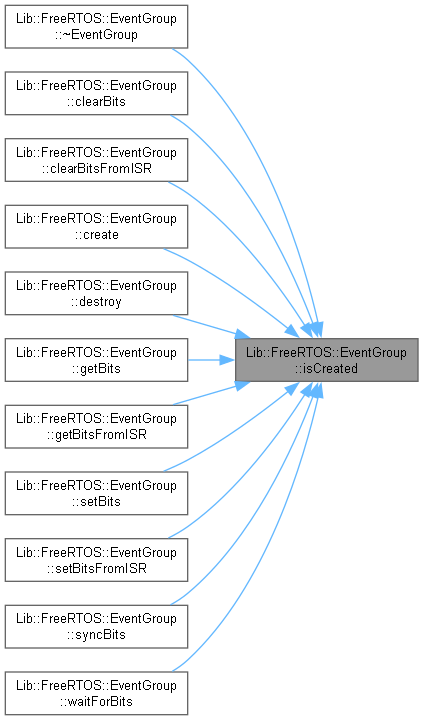 Lib::FreeRTOS::EventGroup
::~EventGroup
Lib::FreeRTOS::EventGroup
::clearBits
Lib::FreeRTOS::EventGroup
::clearBitsFromISR
Lib::FreeRTOS::EventGroup
::create
Lib::FreeRTOS::EventGroup
::destroy
Lib::FreeRTOS::EventGroup
::getBits
Lib::FreeRTOS::EventGroup
::getBitsFromISR
Lib::FreeRTOS::EventGroup
::setBits
Lib::FreeRTOS::EventGroup
::setBitsFromISR
Lib::FreeRTOS::EventGroup
::syncBits
Lib::FreeRTOS::EventGroup
::waitForBits
Lib::FreeRTOS::EventGroup
::isCreated